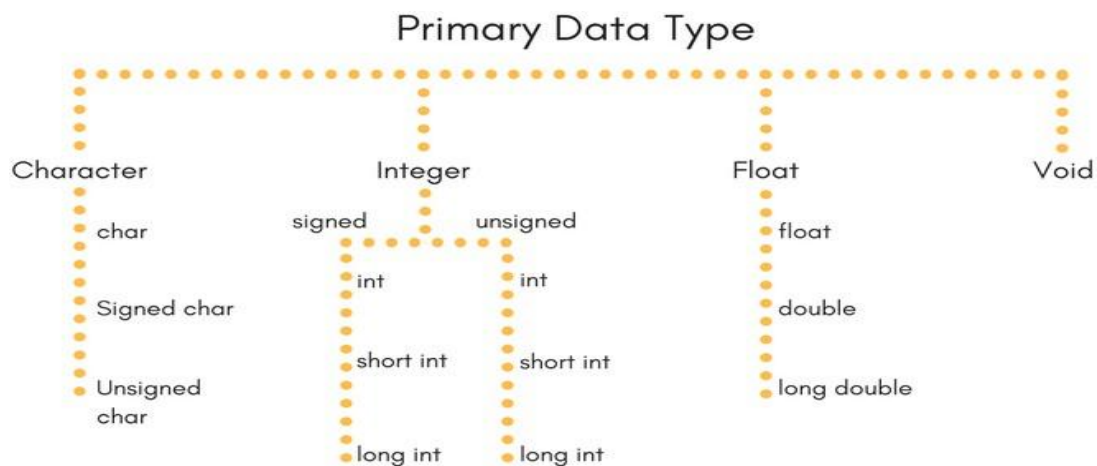 Primary Data Type
Character
Integer
Float
Void
char
Signed char
Unsigned
char
signed
int
short int
long int
unsigned
int
short int
long int
float
double
long double